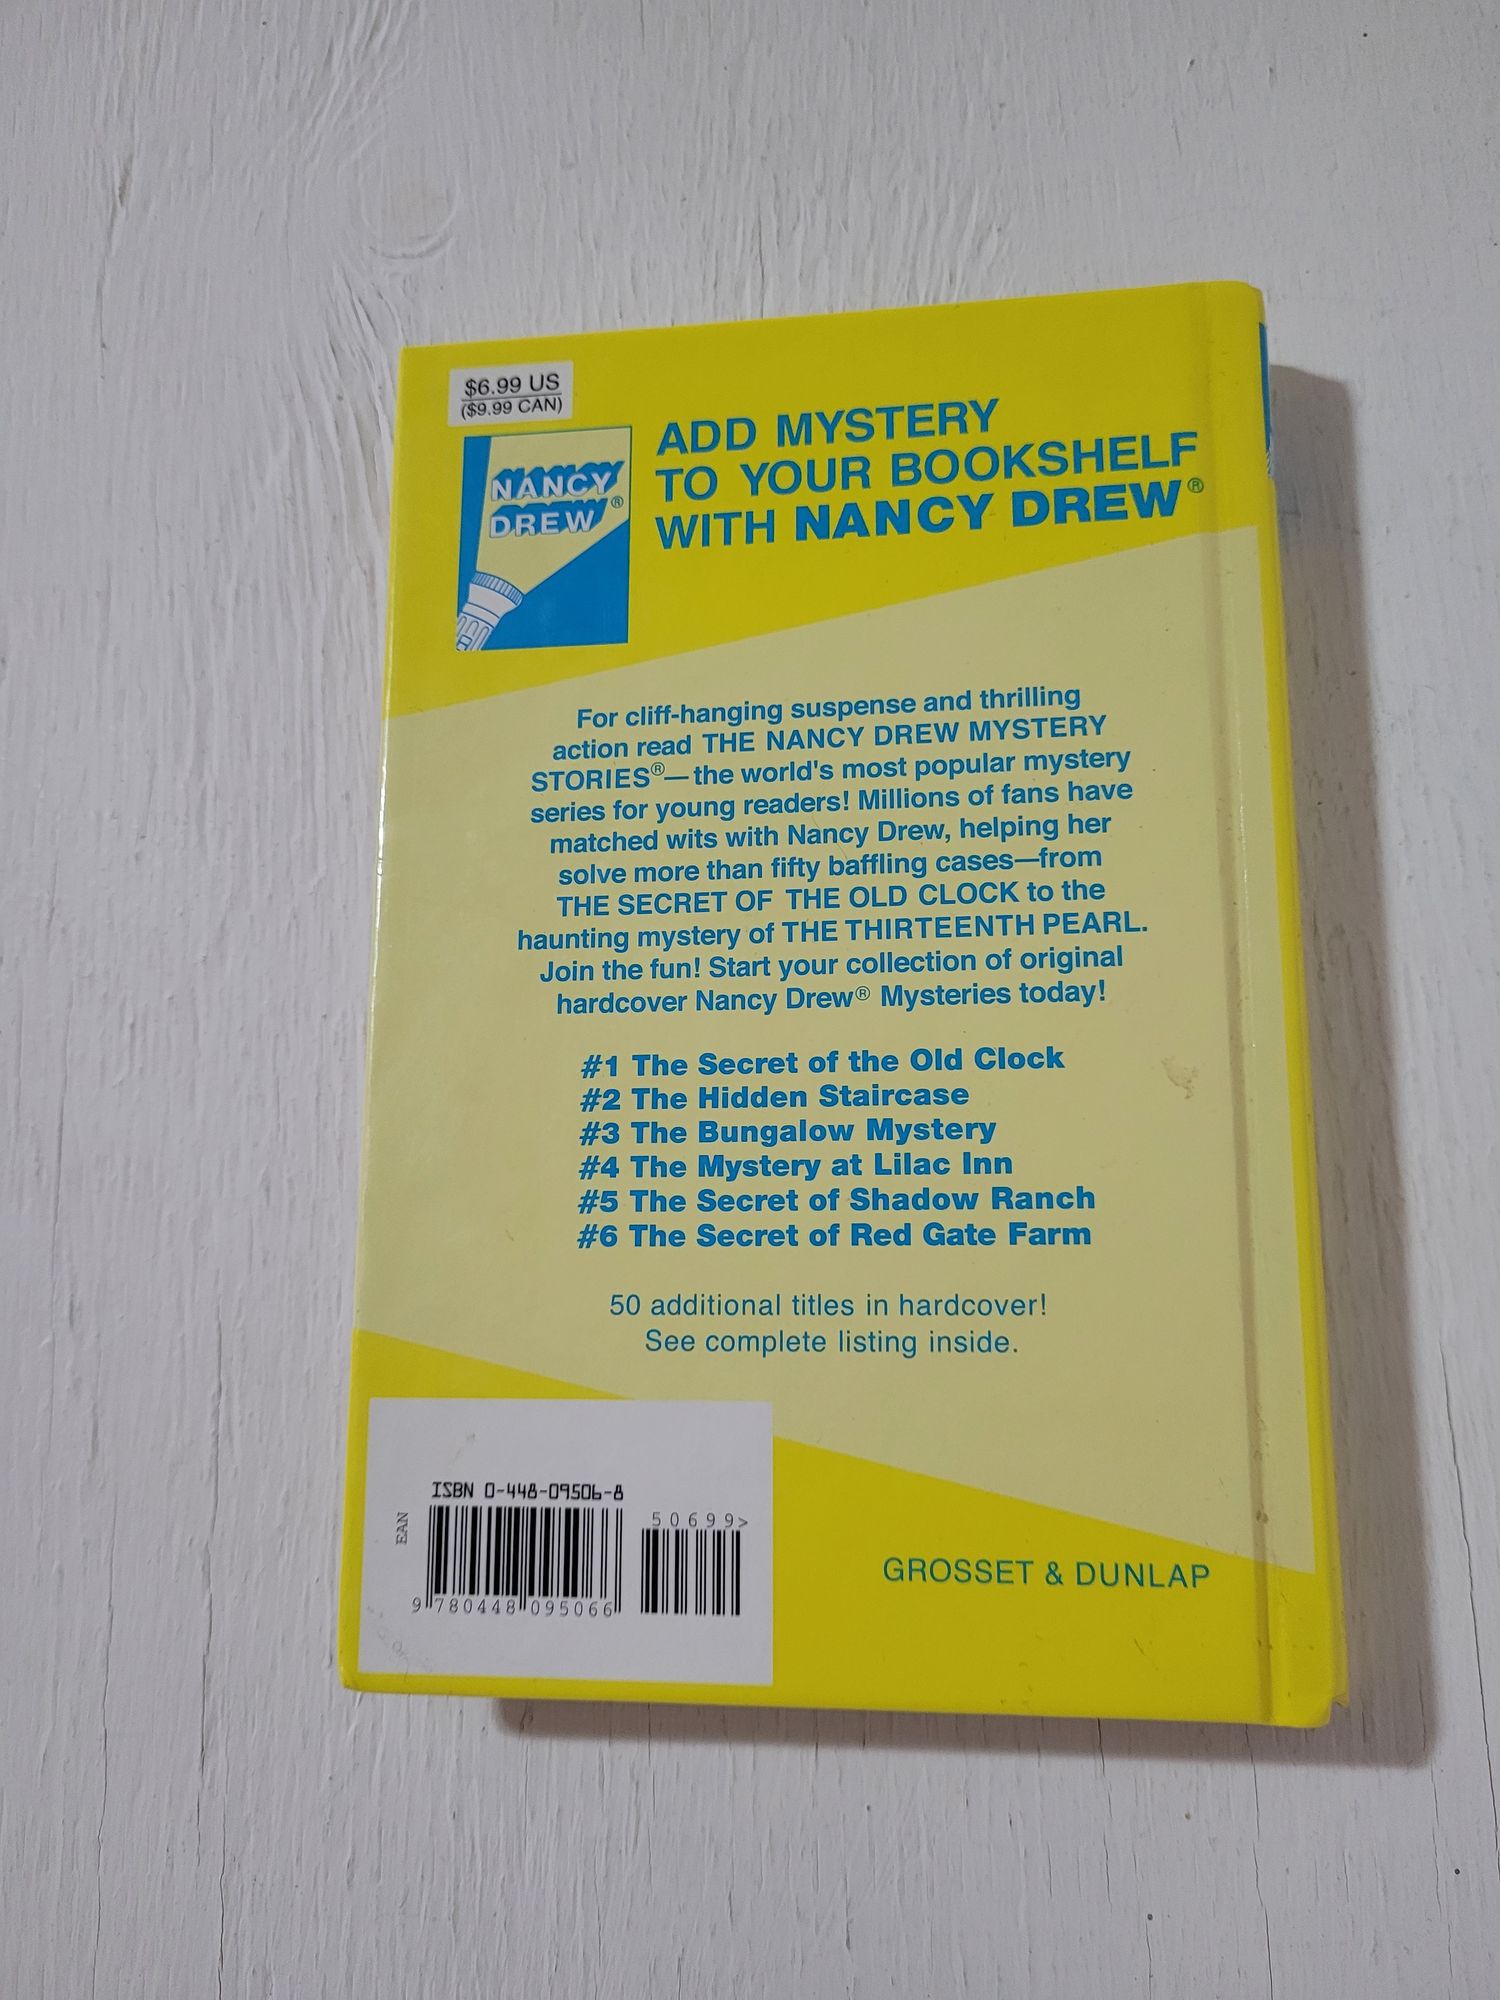 $6.99 US
($9.99 CAN)
NANCY
DREW®
ADD MYSTERY
TO YOUR BOOKSHELF
WITH NANCY DREW®
For cliff-hanging suspense and thrilling
action read THE NANCY DREW MYSTERY
STORIES®—the world's most popular mystery
series for young readers! Millions of fans have
matched wits with Nancy Drew, helping her
solve more than fifty baffling cases—from
THE SECRET OF THE OLD CLOCK to the
haunting mystery of THE THIRTEENTH PEARL.
Join the fun! Start your collection of original
hardcover Nancy Drew® Mysteries today!
#1 The Secret of the Old Clock
#2 The Hidden Staircase
#3 The Bungalow Mystery
#4 The Mystery at Lilac Inn
#5 The Secret of Shadow Ranch
#6 The Secret of Red Gate Farm
50 additional titles in hardcover!
See complete listing inside.
ISBN 0-448-09506-8
EAN
50699>
9 780448 095066
GROSSET & DUNLAP